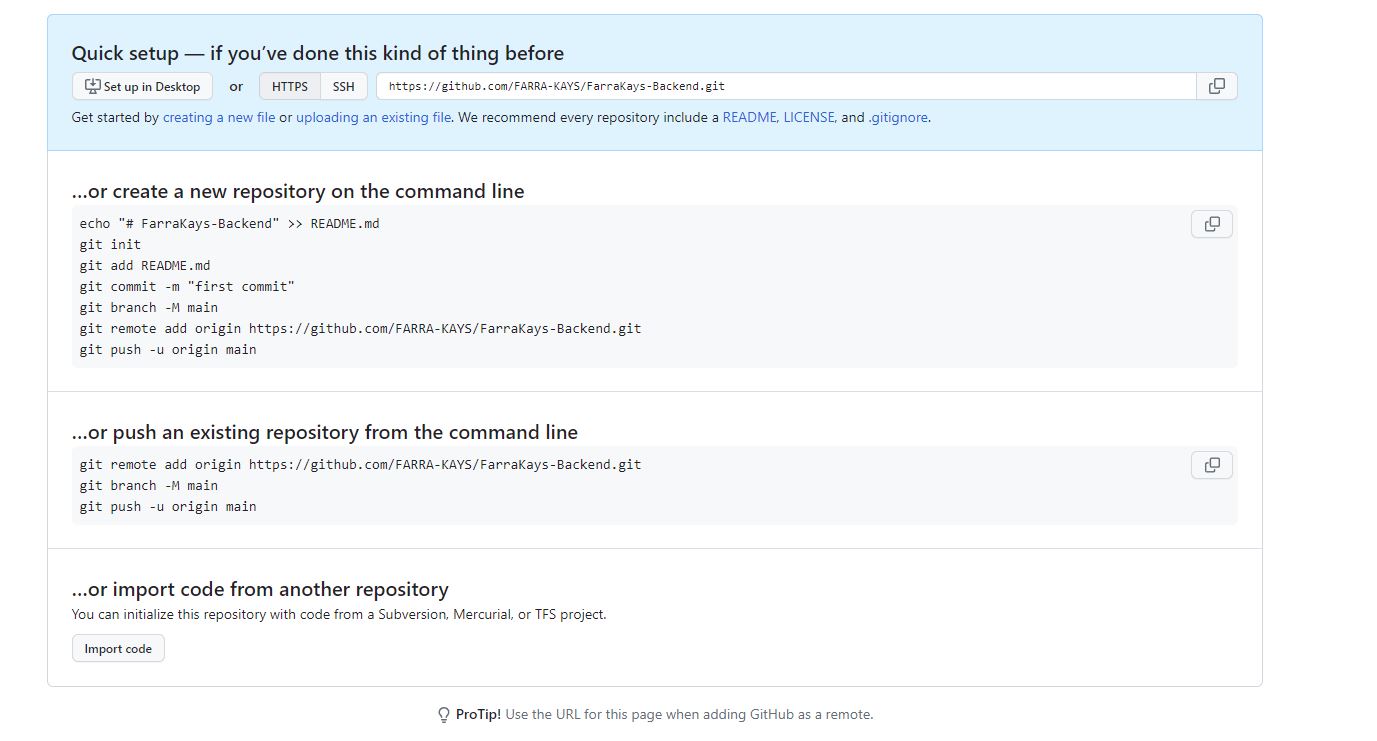 Quick setup — if you’ve done this kind of thing before
Set up in Desktop or HTTPS SSH https://github.com/FARRA-KAYS/FarraKays-Backend.git
Get started by creating a new file or uploading an existing file. We recommend every repository include a README, LICENSE, and .gitignore.
…or create a new repository on the command line
echo "# FarraKays-Backend" >> README.md
git init
git add README.md
git commit -m "first commit"
git branch -M main
git remote add origin https://github.com/FARRA-KAYS/FarraKays-Backend.git
git push -u origin main
…or push an existing repository from the command line
git remote add origin https://github.com/FARRA-KAYS/FarraKays-Backend.git
git branch -M main
git push -u origin main
…or import code from another repository
You can initialize this repository with code from a Subversion, Mercurial, or TFS project.
Import code
ProTip! Use the URL for this page when adding GitHub as a remote.